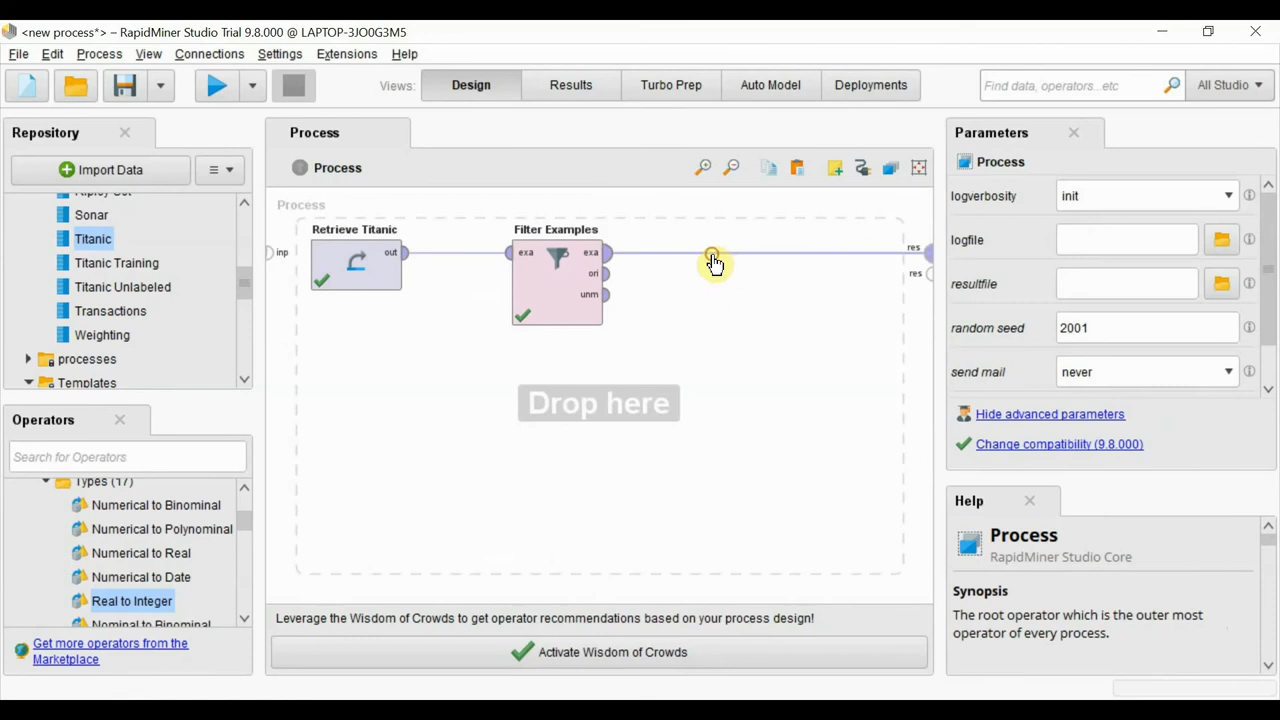 <new process*> – RapidMiner Studio Trial 9.8.000 @ LAPTOP-3JO0G3M5
File Edit Process View Connections Settings Extensions Help
Views: Design Results Turbo Prep Auto Model Deployments
Find data, operators...etc
All Studio
Repository
Import Data
Ripley Set
Sonar
Titanic
Titanic Training
Titanic Unlabeled
Transactions
Weighting
processes
Templates
Operators
Search for Operators
Types (17)
Numerical to Binominal
Numerical to Polynominal
Numerical to Real
Numerical to Date
Real to Integer
Nominal to Binominal
Get more operators from the
Marketplace
Process
Process
Process
Retrieve Titanic
inp
out
Filter Examples
exa exa
ori
unm
res
res
Drop here
Leverage the Wisdom of Crowds to get operator recommendations based on your process design!
Activate Wisdom of Crowds
Parameters
Process
logverbosity init
logfile
resultfile
random seed 2001
send mail never
Hide advanced parameters
Change compatibility (9.8.000)
Help
Process
RapidMiner Studio Core
Synopsis
The root operator which is the outer most
operator of every process.